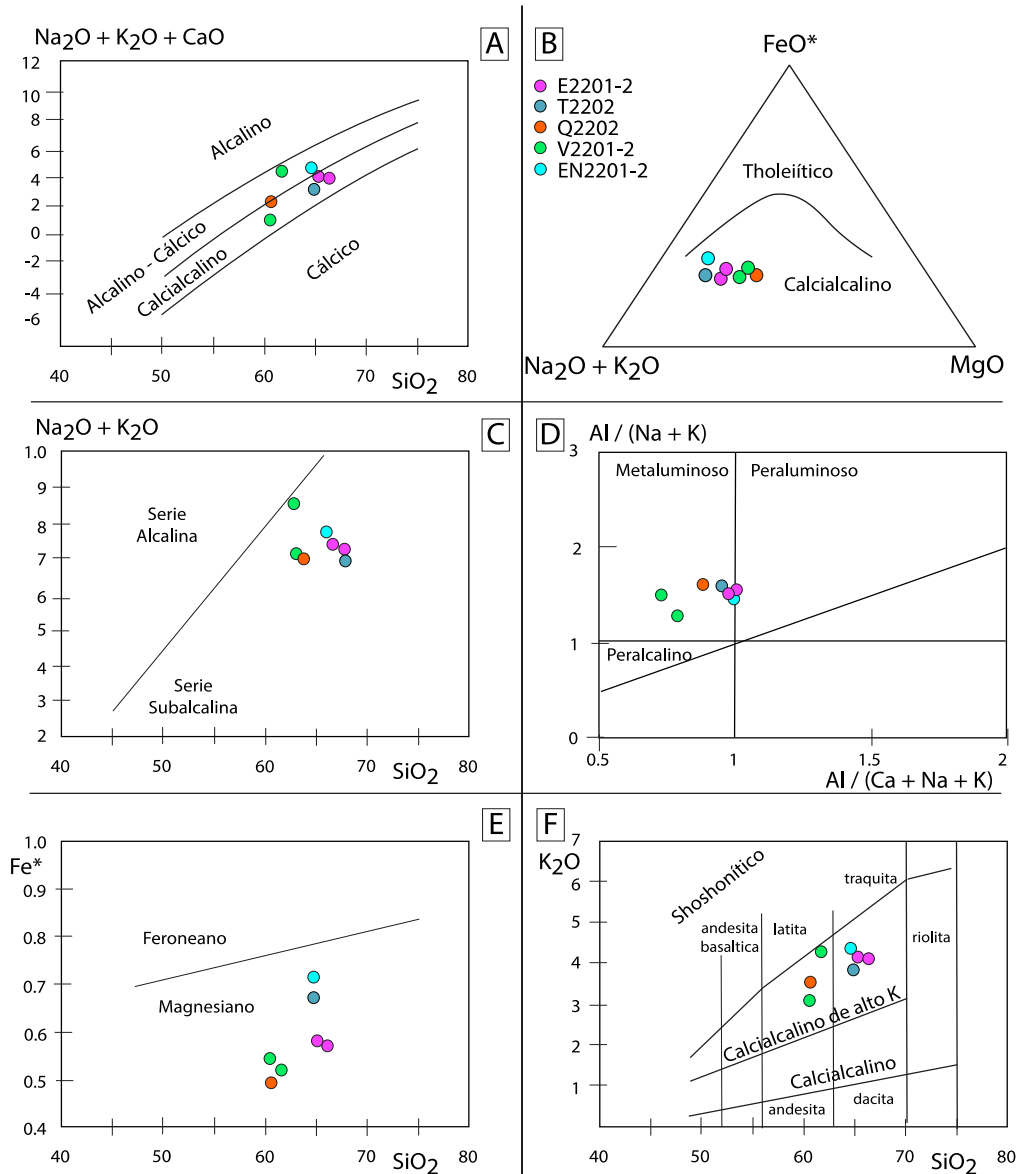 Na₂O + K₂O + CaO
A
12
10
8
6
4
2
0
-2
-4
-6
Alcalino
Alcalino - Cálcico
Calcialcalino
Cálcico
40
50
60
70
80
SiO₂
B
FeO*
E2201-2
T2202
Q2202
V2201-2
EN2201-2
Tholeiítico
Calcialcalino
Na₂O + K₂O
MgO
Na₂O + K₂O
C
1.0
9
8
7
6
5
4
3
2
Serie
Alcalina
Serie
Subalcalina
40
50
60
70
80
SiO₂
D
Al / (Na + K)
3
2
1
0
Metaluminoso
Peraluminoso
Peralcalino
0.5
1
1.5
2
Al / (Ca + Na + K)
E
Fe*
1.0
0.9
0.8
0.7
0.6
0.5
0.4
Feroneano
Magnesiano
40
50
60
70
80
SiO₂
F
K₂O
7
6
5
4
3
2
1
Shoshonítico
traquita
andesita
basaltica
latita
riolita
Calcialcalino de alto K
Calcialcalino
andesita
dacita
40
50
60
70
80
SiO₂